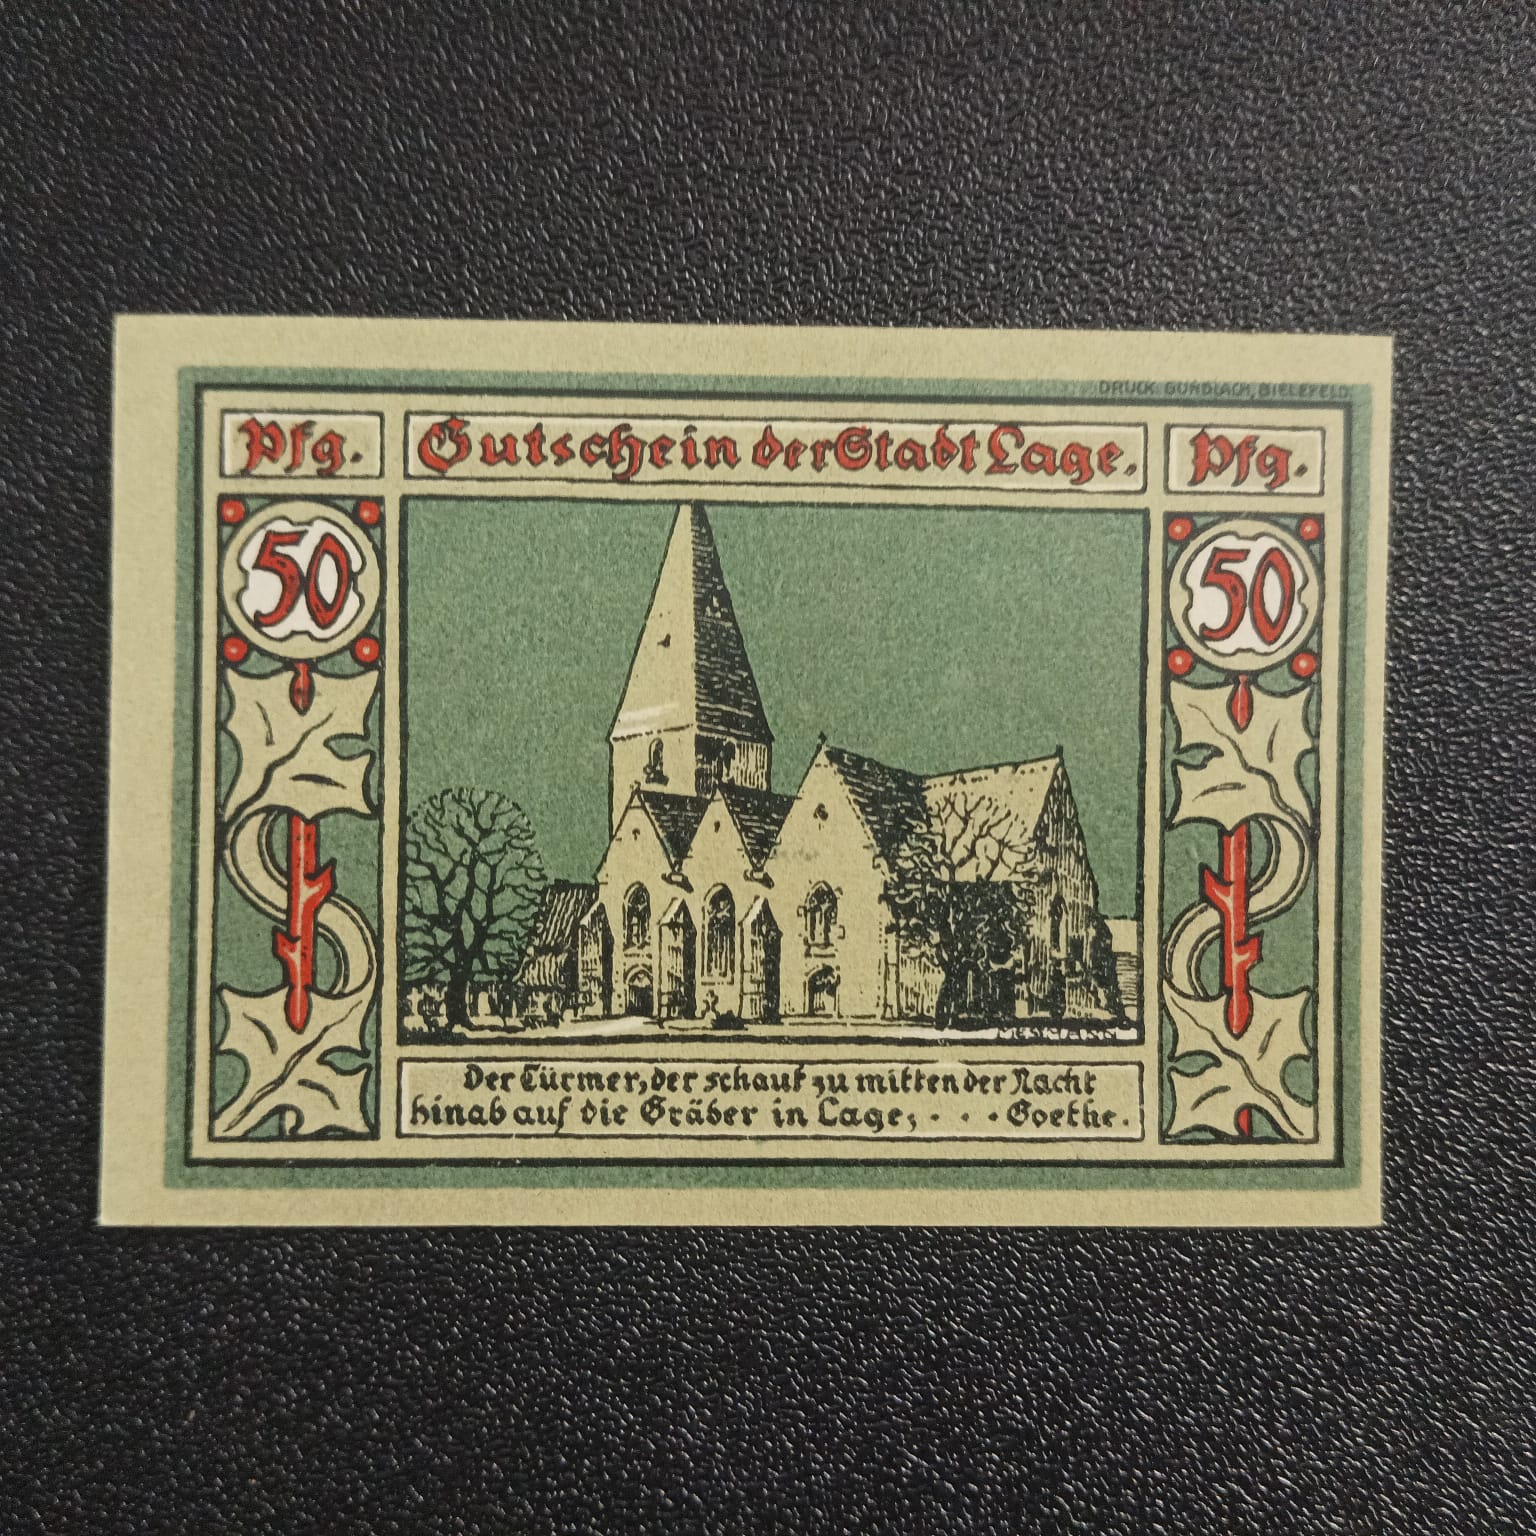 DRUCK GUNDLACH, BIELEFELD
Pfg. Gutschein der Stadt Lage. Pfg.
50 50
Der Türmer, der schaut zu mitten der Nacht
hinab auf die Gräber in Lage; · · · Goethe.